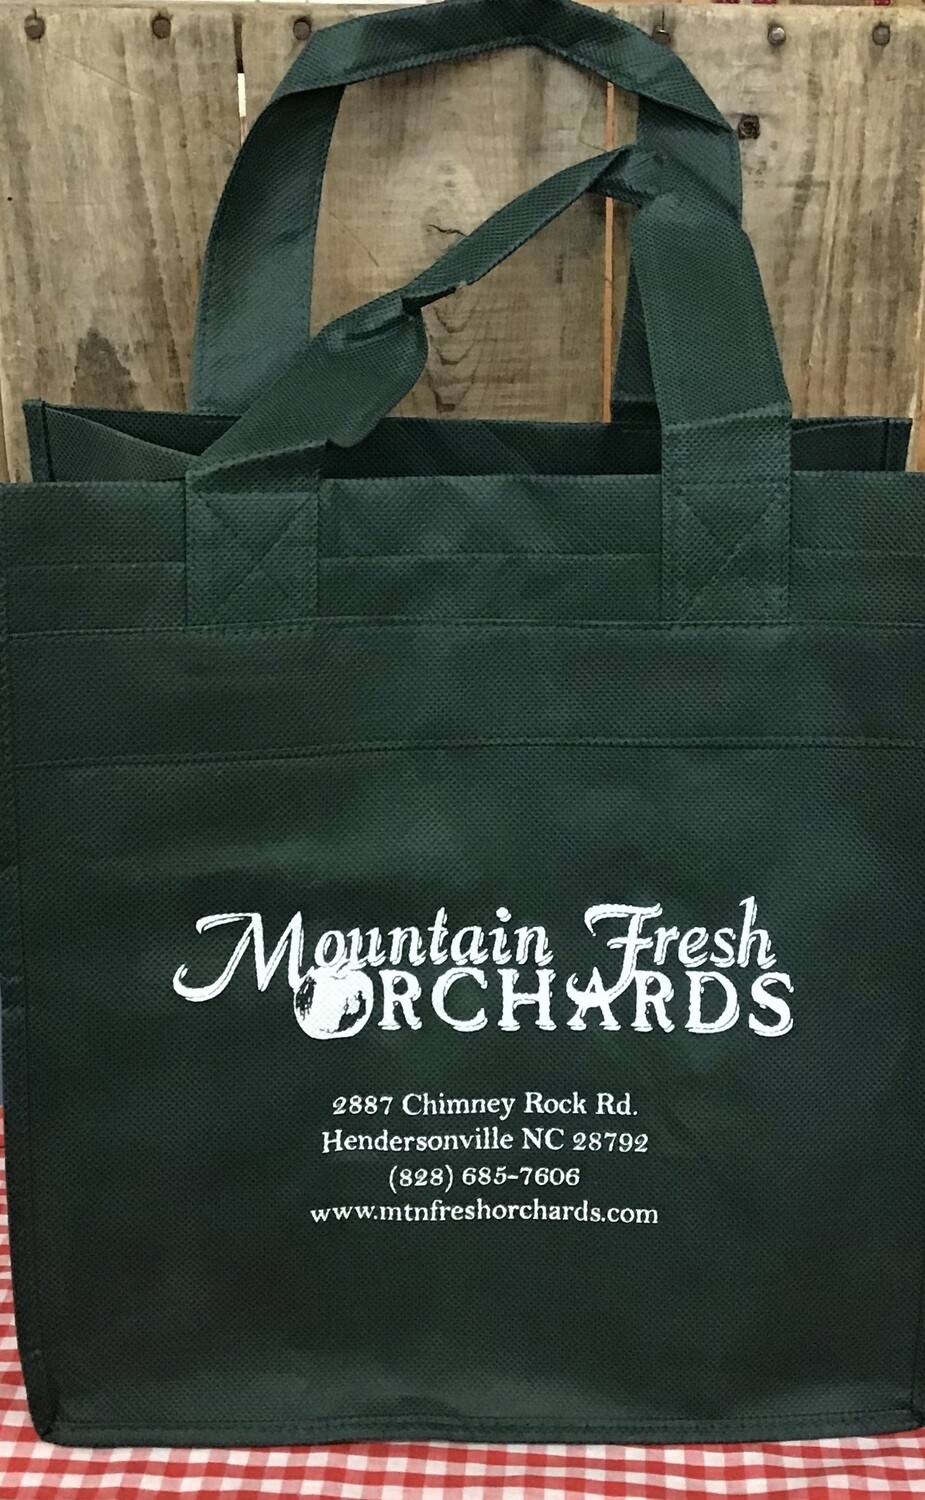 Mountain Fresh
ORCHARDS
2887 Chimney Rock Rd.
Hendersonville NC 28792
(828) 685-7606
www.mtnfreshorchards.com